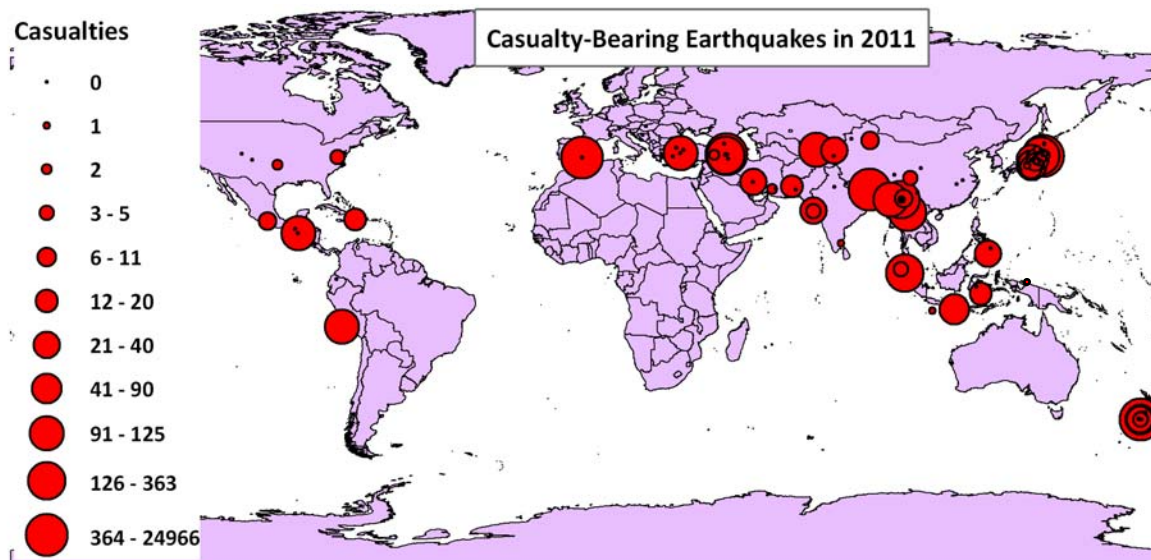 Casualties
0
1
2
3 - 5
6 - 11
12 - 20
21 - 40
41 - 90
91 - 125
126 - 363
364 - 24966
Casualty-Bearing Earthquakes in 2011